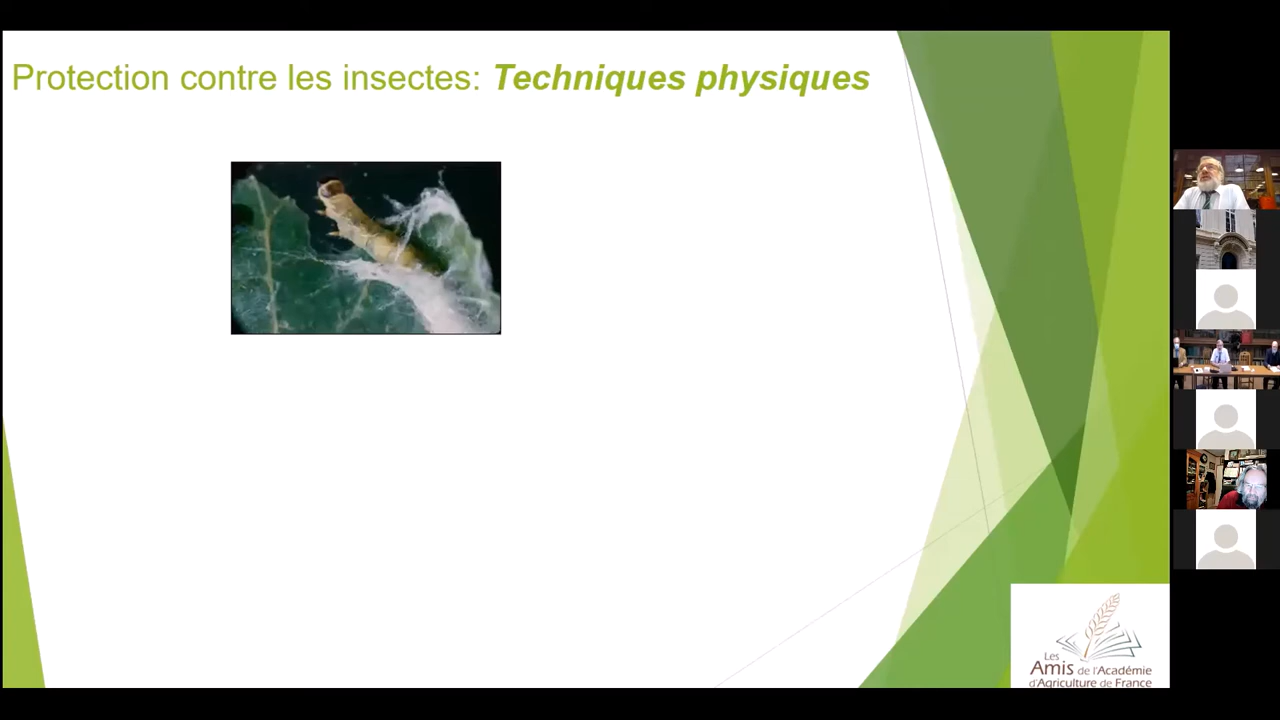 Protection contre les insectes: Techniques physiques
Les
Amis de l'Académie
d'Agriculture de France